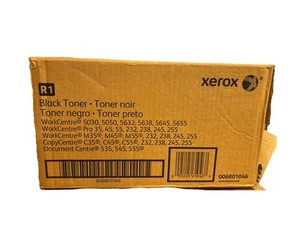 R1
xerox
Black Toner • Toner noir
Toner negro • Toner preto
WorkCentre® 5030, 5050, 5632, 5638, 5645, 5655
WorkCentre® Pro 35, 45, 55, 232, 238, 245, 255
WorkCentre® M35®, M45®, M55®, 232, 238, 245, 255
CopyCentre® C35®, C45®, C55®, 232, 238, 245, 255
Document Centre® 535, 545, 555®
006R01046
006R01046